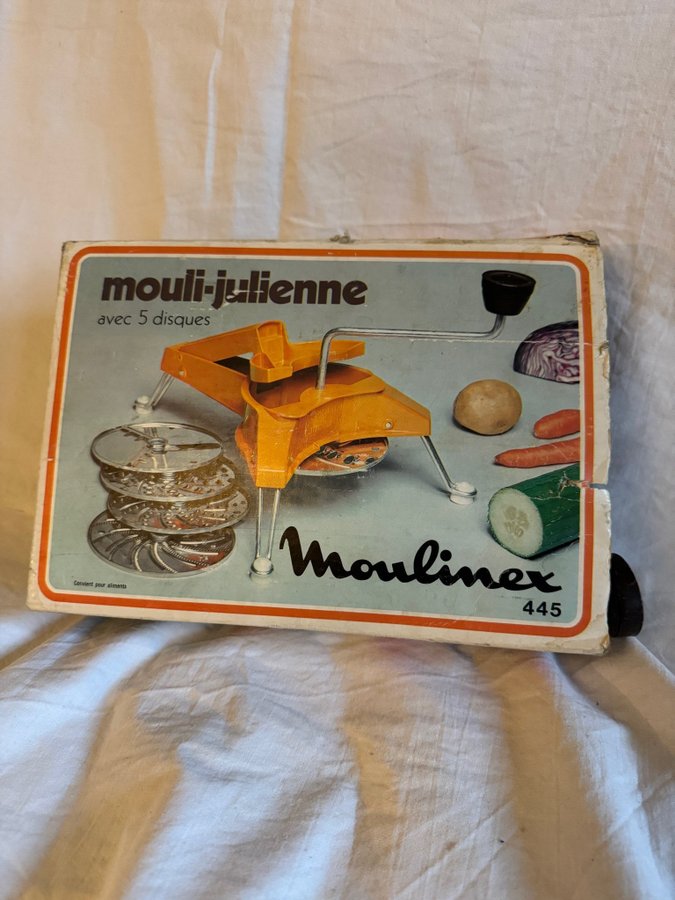 mouli-julienne
avec 5 disques
Moulinex
445
Convient pour aliments